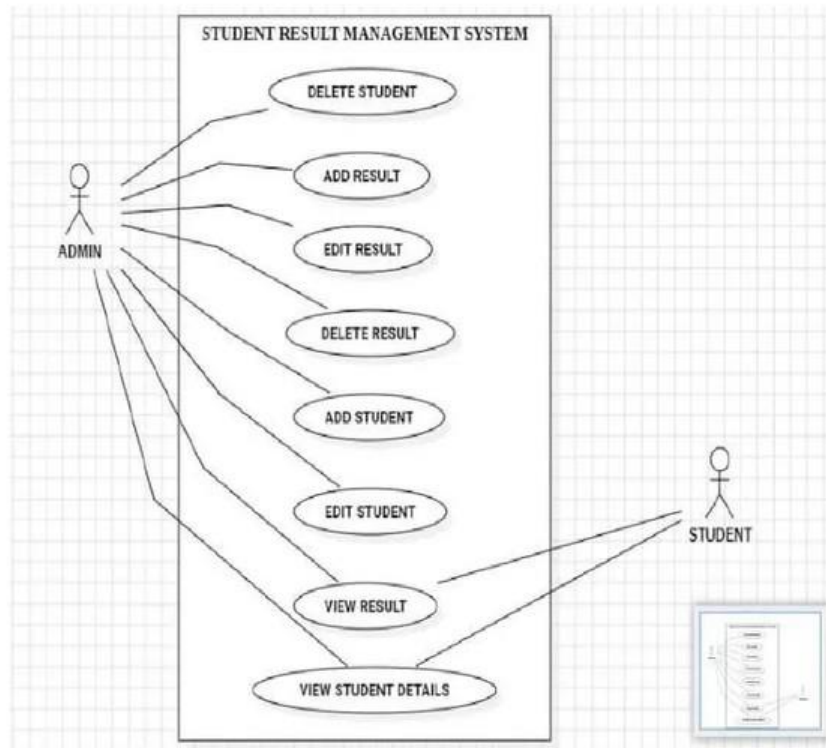 STUDENT RESULT MANAGEMENT SYSTEM
DELETE STUDENT
ADD RESULT
ADMIN
EDIT RESULT
DELETE RESULT
ADD STUDENT
EDIT STUDENT
STUDENT
VIEW RESULT
VIEW STUDENT DETAILS